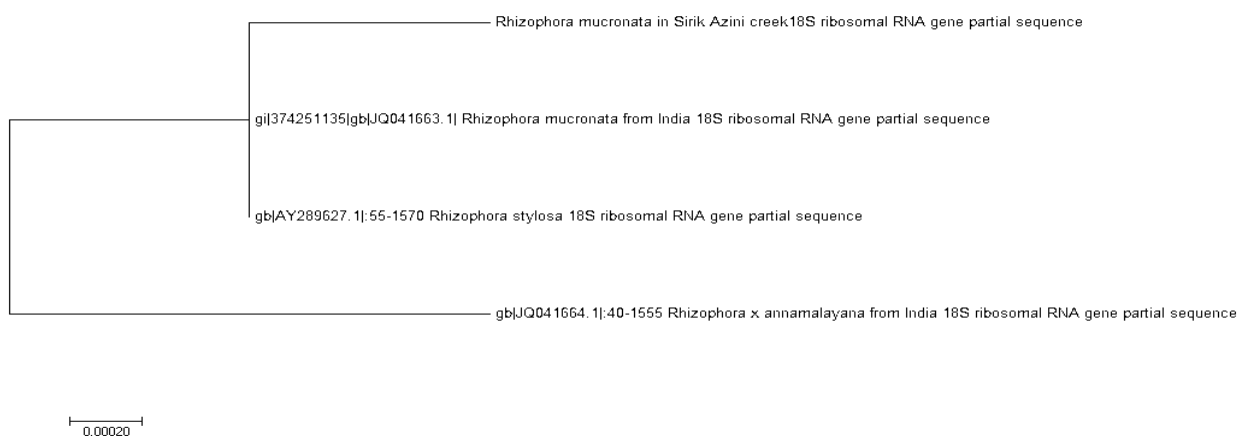 Rhizophora mucronata in Sirik Azini creek18S ribosomal RNA gene partial sequence
gi|374251135|gb|JQ041663.1| Rhizophora mucronata from India 18S ribosomal RNA gene partial sequence
gb|AY289627.1|:55-1570 Rhizophora stylosa 18S ribosomal RNA gene partial sequence
gb|JQ041664.1|:40-1555 Rhizophora x annamalayana from India 18S ribosomal RNA gene partial sequence
0.00020